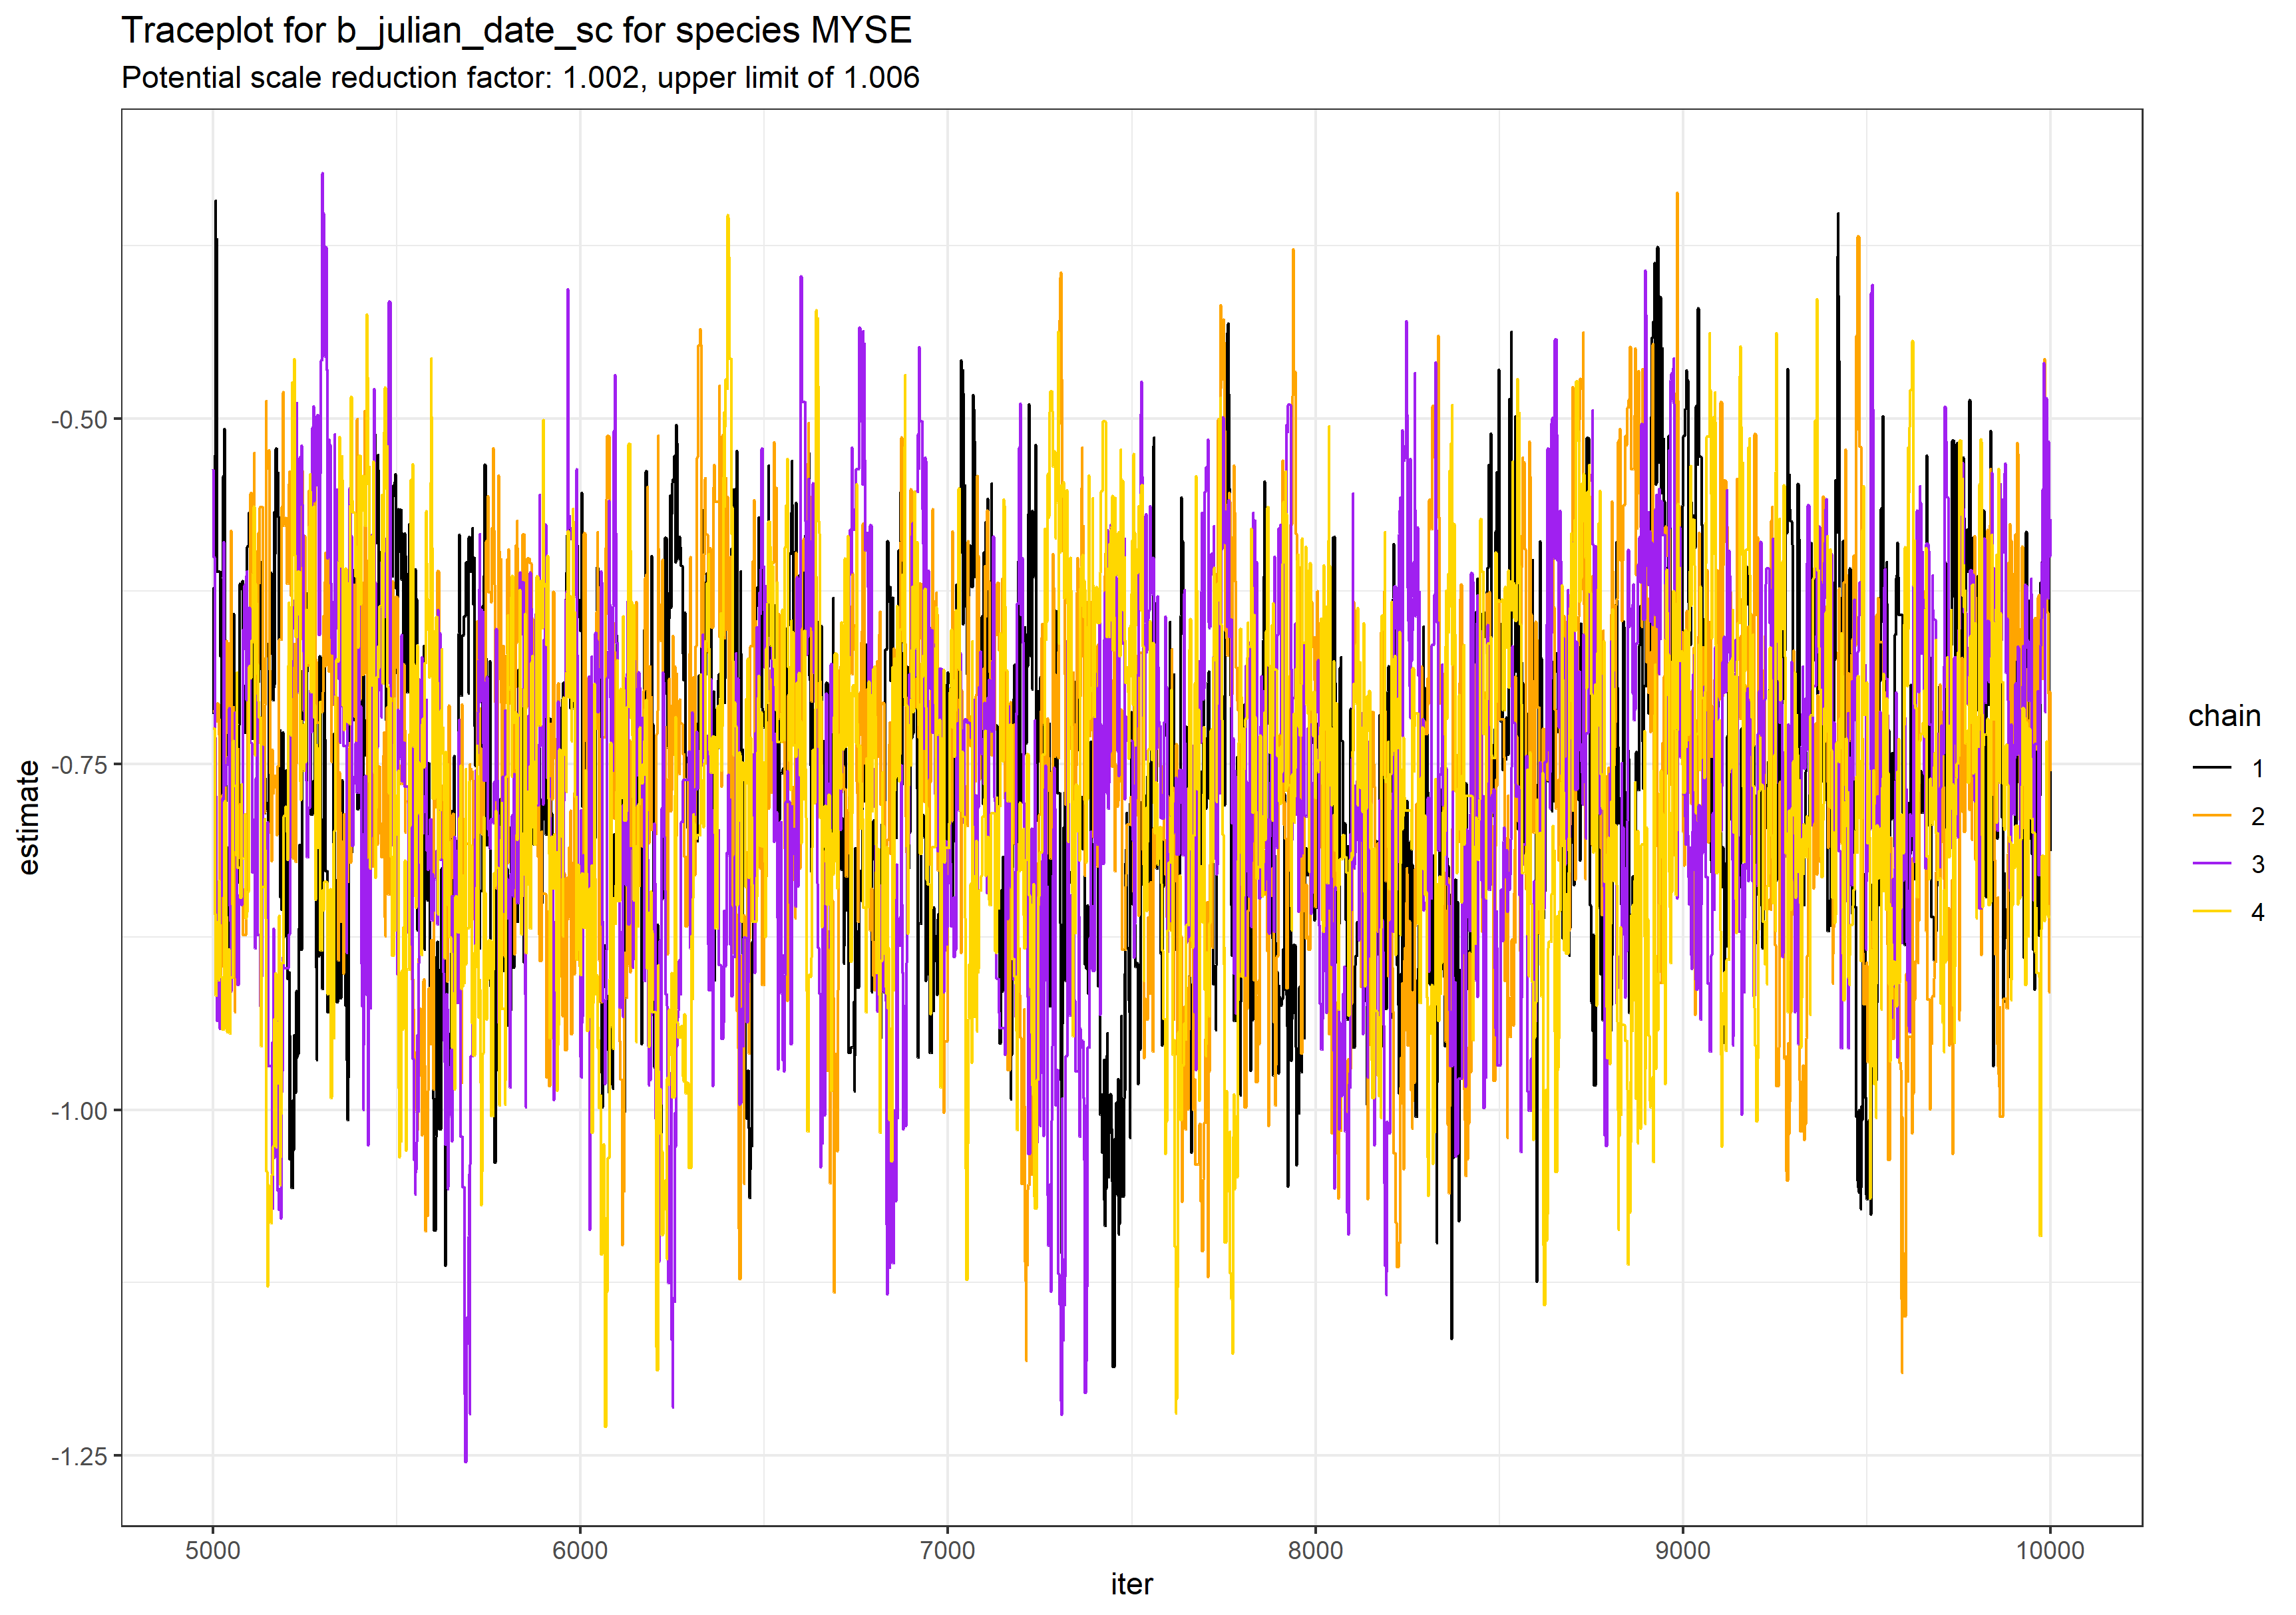 Traceplot for b_julian_date_sc for species MYSE
Potential scale reduction factor: 1.002, upper limit of 1.006
estimate
-0.50
-0.75
-1.00
-1.25
5000 6000 7000 8000 9000 10000
iter
chain
1
2
3
4